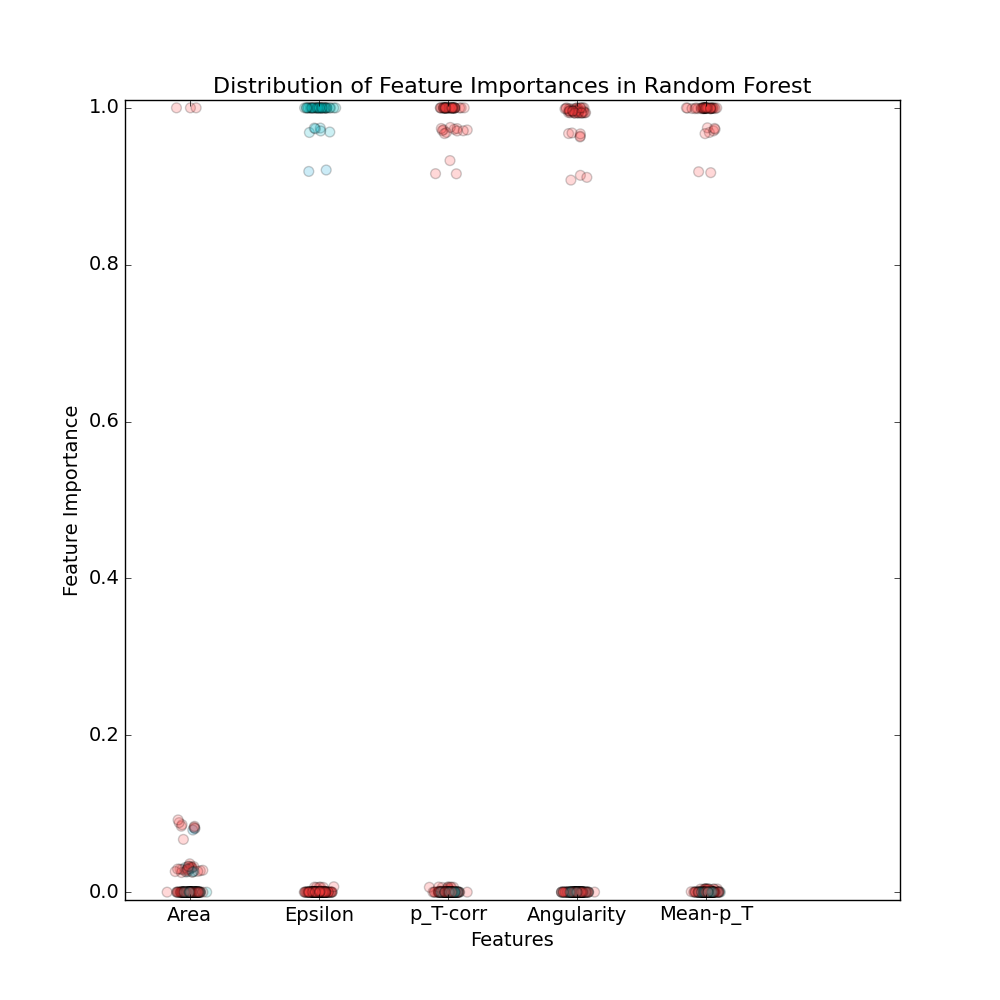 Distribution of Feature Importances in Random Forest
1.0
0.8
0.6
0.4
0.2
0.0
Feature Importance
Area Epsilon p_T-corr Angularity Mean-p_T
Features